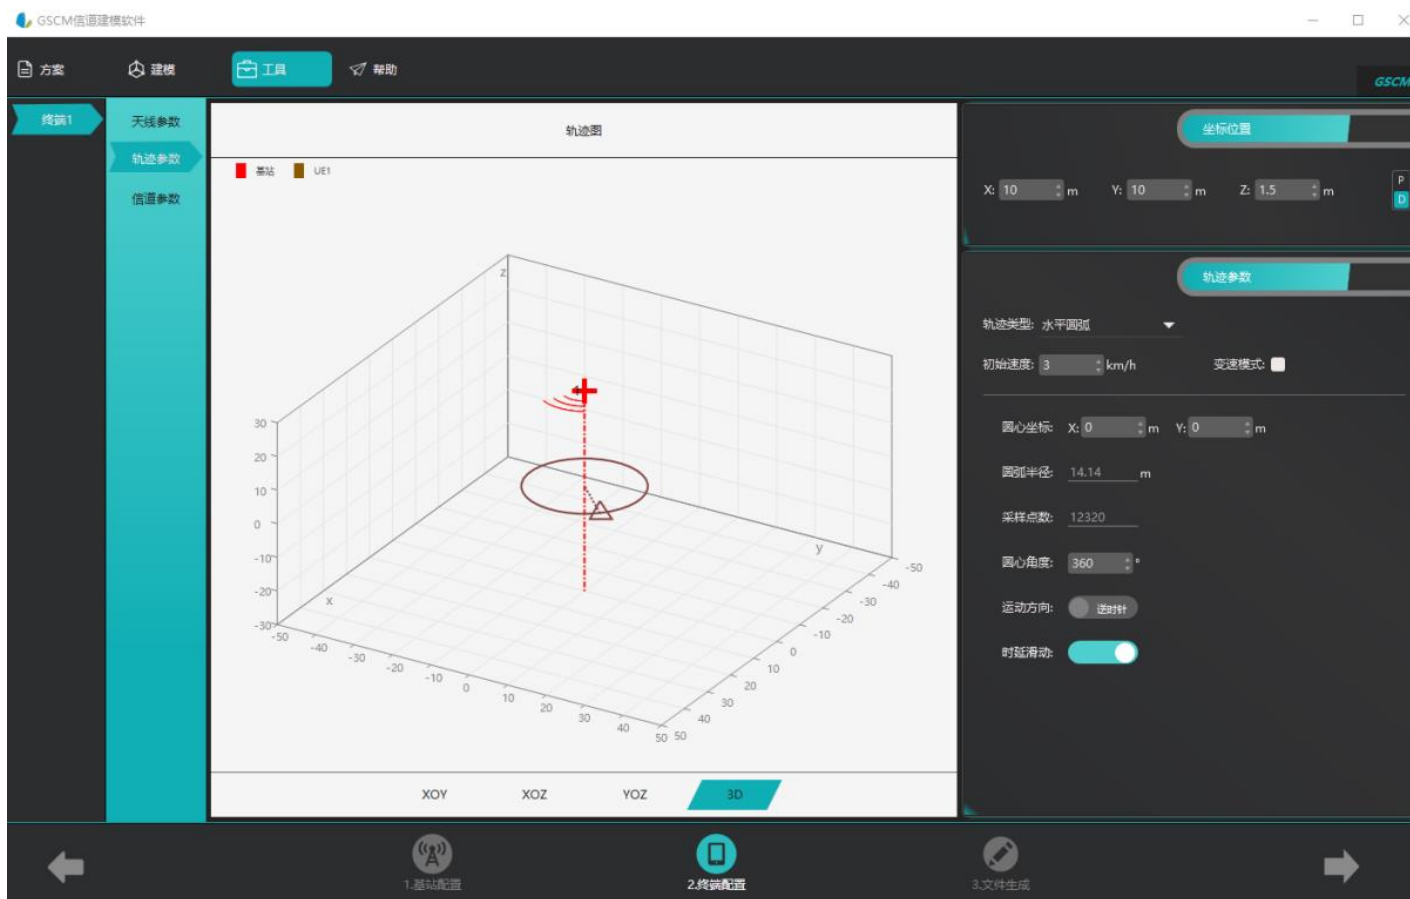 GSCM信道建模软件
方案 建模 工具 帮助
GSCM
终端1
天线参数
轨迹参数
信道参数
轨迹图
基站 UE1
z
30
20
10
0
-10
-20
-30
x
y
-50
-40
-30
-20
-10
0
10
20
30
40
50
-50
-40
-30
-20
-10
0
10
20
30
40
50
XOY XOZ YOZ 3D
坐标位置
X: 10 m Y: 10 m Z: 1.5 m
P
D
轨迹参数
轨迹类型: 水平圆弧
初始速度: 3 km/h 变速模式:
圆心坐标: X: 0 m Y: 0 m
圆弧半径: 14.14 m
采样点数: 12320
圆心角度: 360 °
运动方向: 逆时针
时延滑动:
1.基站配置 2.终端配置 3.文件生成